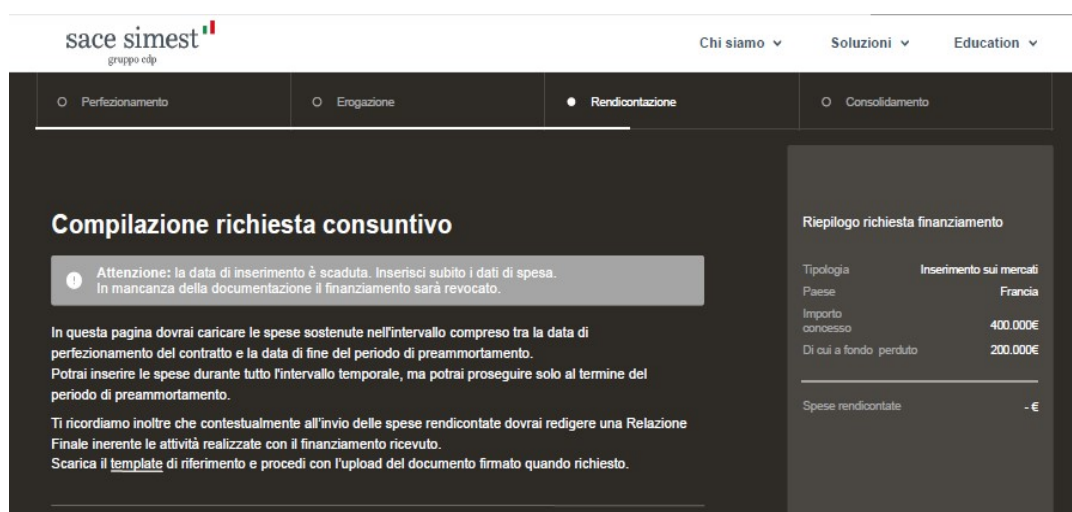 sace simest
gruppo cdp
Chi siamo
Soluzioni
Education
Perfezionamento
Erogazione
Rendicontazione
Consolidamento
Compilazione richiesta consuntivo
Attenzione: la data di inserimento è scaduta. Inserisci subito i dati di spesa.
In mancanza della documentazione il finanziamento sarà revocato.
In questa pagina dovrai caricare le spese sostenute nell'intervallo compreso tra la data di
perfezionamento del contratto e la data di fine del periodo di preammortamento.
Potrai inserire le spese durante tutto l'intervallo temporale, ma potrai proseguire solo al termine del
periodo di preammortamento.
Ti ricordiamo inoltre che contestualmente all'invio delle spese rendicontate dovrai redigere una Relazione
Finale inerente le attività realizzate con il finanziamento ricevuto.
Scarica il template di riferimento e procedi con l'upload del documento firmato quando richiesto.
Riepilogo richiesta finanziamento
Tipologia Inserimento sui mercati
Paese Francia
Importo
concesso 400.000€
Di cui a fondo perduto 200.000€
Spese rendicontate - €